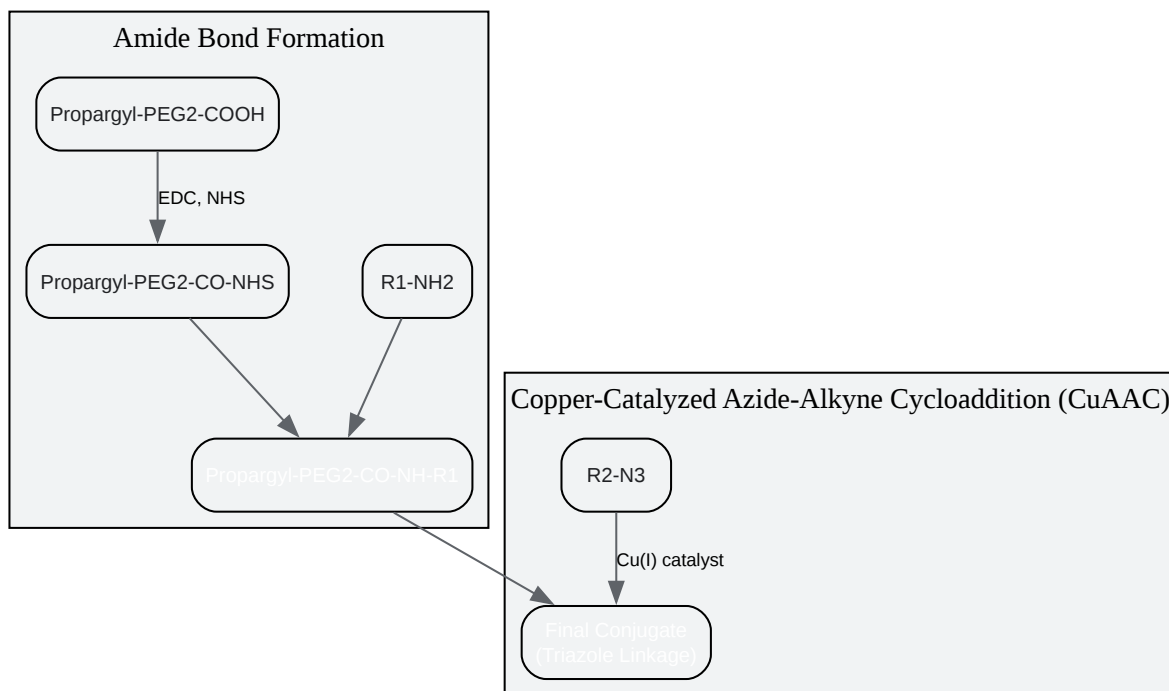 Amide Bond Formation
Propargyl-PEG2-COOH
EDC, NHS
Propargyl-PEG2-CO-NHS
R1-NH2
Propargyl-PEG2-CO-NH-R1
Copper-Catalyzed Azide-Alkyne Cycloaddition (CuAAC)
R2-N3
Cu(I) catalyst
Final Conjugate
(Triazole Linkage)